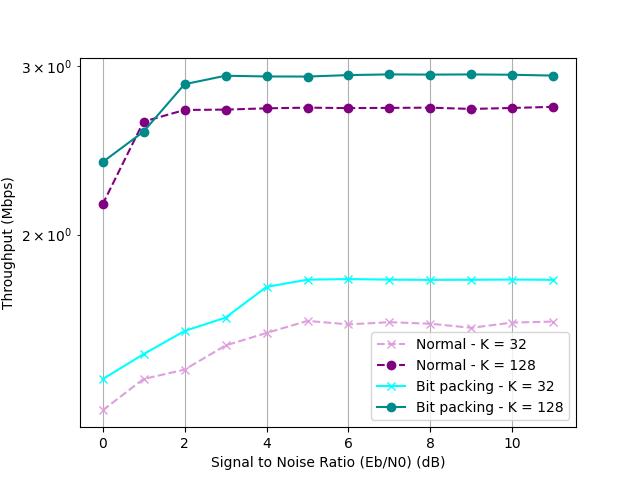 3 × 10⁰
2 × 10⁰
Throughput (Mbps)
Normal - K = 32
Normal - K = 128
Bit packing - K = 32
Bit packing - K = 128
0 2 4 6 8 10
Signal to Noise Ratio (Eb/N0) (dB)